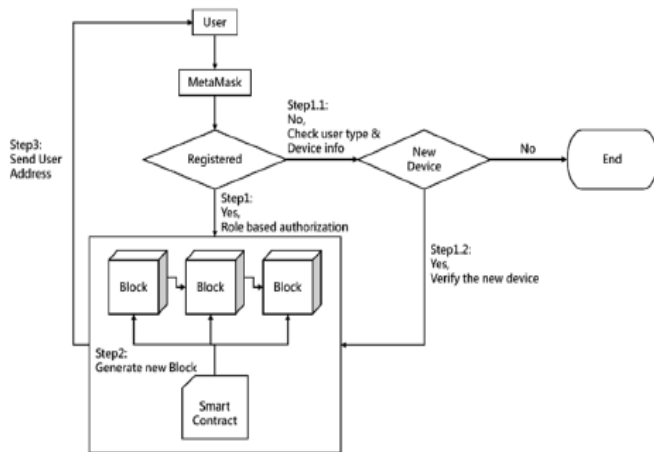 User
MetaMask
Step1.1:
No,
Check user type &
Device info
Step3:
Send User
Address
Registered
New
Device
No
End
Step1:
Yes,
Role based authorization
Step1.2:
Yes,
Verify the new device
Block
Block
Block
Step2:
Generate new Block
Smart
Contract